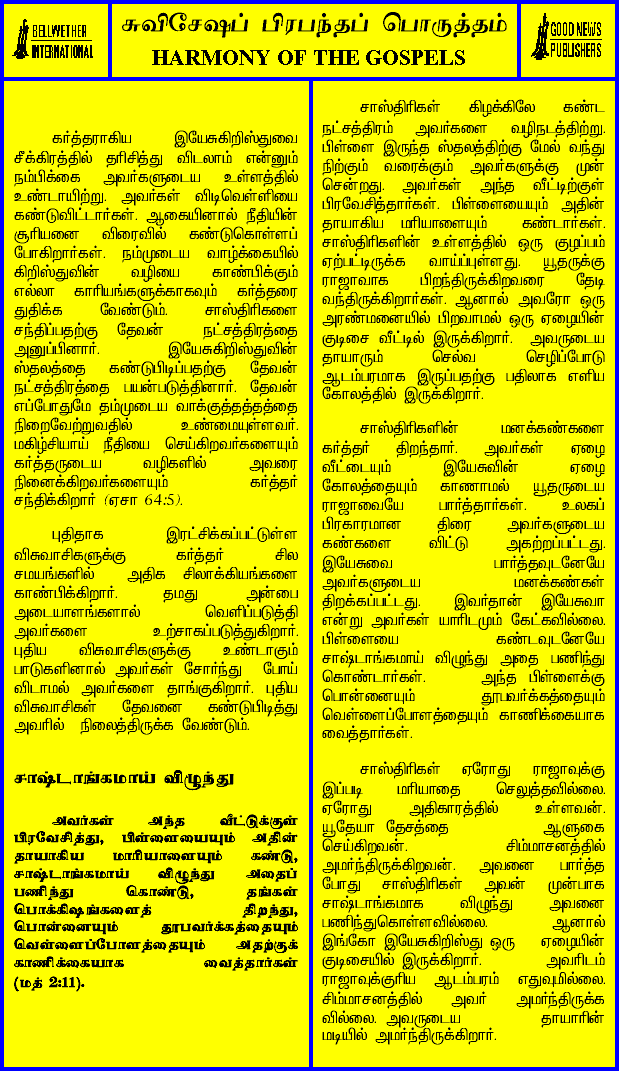 BELLWETHER
INTERNATIONAL
சுவிசேஷப் பிரபந்தப் பொருத்தம்
HARMONY OF THE GOSPELS
GOOD NEWS
PUBLISHERS
கர்த்தராகிய இயேசுகிறிஸ்துவை
சீக்கிரத்தில் தரிசித்து விடலாம் என்னும்
நம்பிக்கை அவர்களுடைய உள்ளத்தில்
உண்டாயிற்று. அவர்கள் விடிவெள்ளியை
கண்டுவிட்டார்கள். ஆகையினால் நீதியின்
சூரியனை விரைவில் கண்டுகொள்ளப்
போகிறார்கள். நம்முடைய வாழ்க்கையில்
கிறிஸ்துவின் வழியை காண்பிக்கும்
எல்லா காரியங்களுக்காகவும் கர்த்தரை
துதிக்க வேண்டும். சாஸ்திரிகளை
சந்திப்பதற்கு தேவன் நட்சத்திரத்தை
அனுப்பினார். இயேசுகிறிஸ்துவின்
ஸ்தலத்தை கண்டுபிடிப்பதற்கு தேவன்
நட்சத்திரத்தை பயன்படுத்தினார். தேவன்
எப்போதுமே தம்முடைய வாக்குத்தத்தத்தை
நிறைவேற்றுவதில் உண்மையுள்ளவர்.
மகிழ்சியாய் நீதியை செய்கிறவர்களையும்
கர்த்தருடைய வழிகளில் அவரை
நினைக்கிறவர்களையும் கர்த்தர்
சந்திக்கிறார் (ஏசா 64:5).
புதிதாக இரட்சிக்கப்பட்டுள்ள
விசுவாசிகளுக்கு கர்த்தர் சில
சமயங்களில் அதிக சிலாக்கியங்களை
காண்பிக்கிறார். தமது அன்பை
அடையாளங்களால் வெளிப்படுத்தி
அவர்களை உற்சாகப்படுத்துகிறார்.
புதிய விசுவாசிகளுக்கு உண்டாகும்
பாடுகளினால் அவர்கள் சோர்ந்து போய்
விடாமல் அவர்களை தாங்குகிறார். புதிய
விசுவாசிகள் தேவனை கண்டுபிடித்து
அவரில் நிலைத்திருக்க வேண்டும்.
சாஷ்டாங்கமாய் விழுந்து
அவர்கள் அந்த வீட்டுக்குள்
பிரவேசித்து, பிள்ளையையும் அதின்
தாயாகிய மாரியாளையும் கண்டு,
சாஷ்டாங்கமாய் விழுந்து அதைப்
பணிந்து கொண்டு, தங்கள்
பொக்கிஷங்களைத் திறந்து,
பொன்னையும் தூபவர்க்கத்தையும்
வெள்ளைப்போளத்தையும் அதற்குக்
காணிக்கையாக வைத்தார்கள்
(மத் 2:11).
சாஸ்திரிகள் கிழக்கிலே கண்ட
நட்சத்திரம் அவர்களை வழிநடத்திற்று.
பிள்ளை இருந்த ஸ்தலத்திற்கு மேல் வந்து
நிற்கும் வரைக்கும் அவர்களுக்கு முன்
சென்றது. அவர்கள் அந்த வீட்டிற்குள்
பிரவேசித்தார்கள். பிள்ளையையும் அதின்
தாயாகிய மரியாளையும் கண்டார்கள்.
சாஸ்திரிகளின் உள்ளத்தில் ஒரு குழப்பம்
ஏற்பட்டிருக்க வாய்ப்புள்ளது. யூதருக்கு
ராஜாவாக பிறந்திருக்கிறவரை தேடி
வந்திருக்கிறார்கள். ஆனால் அவரோ ஒரு
அரண்மனையில் பிறவாமல் ஒரு ஏழையின்
குடிசை வீட்டில் இருக்கிறார். அவருடைய
தாயாரும் செல்வ செழிப்போடு
ஆடம்பரமாக இருப்பதற்கு பதிலாக எளிய
கோலத்தில் இருக்கிறார்.
சாஸ்திரிகளின் மனக்கண்களை
கர்த்தர் திறந்தார். அவர்கள் ஏழை
வீட்டையும் இயேசுவின் ஏழை
கோலத்தையும் காணாமல் யூதருடைய
ராஜாவையே பார்த்தார்கள். உலகப்
பிரகாரமான திரை அவர்களுடைய
கண்களை விட்டு அகற்றப்பட்டது.
இயேசுவை பார்த்தவுடனேயே
அவர்களுடைய மனக்கண்கள்
திறக்கப்பட்டது. இவர்தான் இயேசுவா
என்று அவர்கள் யாரிடமும் கேட்கவில்லை.
பிள்ளையை கண்டவுடனேயே
சாஷ்டாங்கமாய் விழுந்து அதை பணிந்து
கொண்டார்கள். அந்த பிள்ளைக்கு
பொன்னையும் தூபவர்க்கத்தையும்
வெள்ளைப்போளத்தையும் காணிக்கையாக
வைத்தார்கள்.
சாஸ்திரிகள் ஏரோது ராஜாவுக்கு
இப்படி மரியாதை செலுத்தவில்லை.
ஏரோது அதிகாரத்தில் உள்ளவன்.
யூதேயா தேசத்தை ஆளுகை
செய்கிறவன். சிம்மாசனத்தில்
அமர்ந்திருக்கிறவன். அவனை பார்த்த
போது சாஸ்திரிகள் அவன் முன்பாக
சாஷ்டாங்கமாக விழுந்து அவனை
பணிந்துகொள்ளவில்லை. ஆனால்
இங்கோ இயேசுகிறிஸ்து ஒரு ஏழையின்
குடிசையில் இருக்கிறார். அவரிடம்
ராஜாவுக்குரிய ஆடம்பரம் எதுவுமில்லை.
சிம்மாசனத்தில் அவர் அமர்ந்திருக்க
வில்லை. அவருடைய தாயாரின்
மடியில் அமர்ந்திருக்கிறார்.